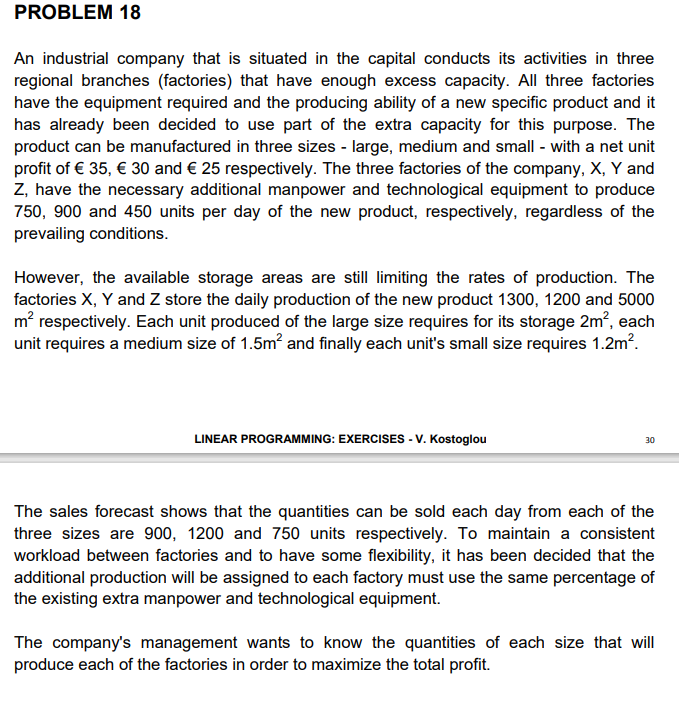 PROBLEM 18
An industrial company that is situated in the capital conducts its activities in three
regional branches (factories) that have enough excess capacity. All three factories
have the equipment required and the producing ability of a new specific product and it
has already been decided to use part of the extra capacity for this purpose. The
product can be manufactured in three sizes - large, medium and small - with a net unit
profit of € 35, € 30 and € 25 respectively. The three factories of the company, X, Y and
Z, have the necessary additional manpower and technological equipment to produce
750, 900 and 450 units per day of the new product, respectively, regardless of the
prevailing conditions.
However, the available storage areas are still limiting the rates of production. The
factories X, Y and Z store the daily production of the new product 1300, 1200 and 5000
m² respectively. Each unit produced of the large size requires for its storage 2m², each
unit requires a medium size of 1.5m² and finally each unit's small size requires 1.2m².
LINEAR PROGRAMMING: EXERCISES - V. Kostoglou
30
The sales forecast shows that the quantities can be sold each day from each of the
three sizes are 900, 1200 and 750 units respectively. To maintain a consistent
workload between factories and to have some flexibility, it has been decided that the
additional production will be assigned to each factory must use the same percentage of
the existing extra manpower and technological equipment.
The company's management wants to know the quantities of each size that will
produce each of the factories in order to maximize the total profit.